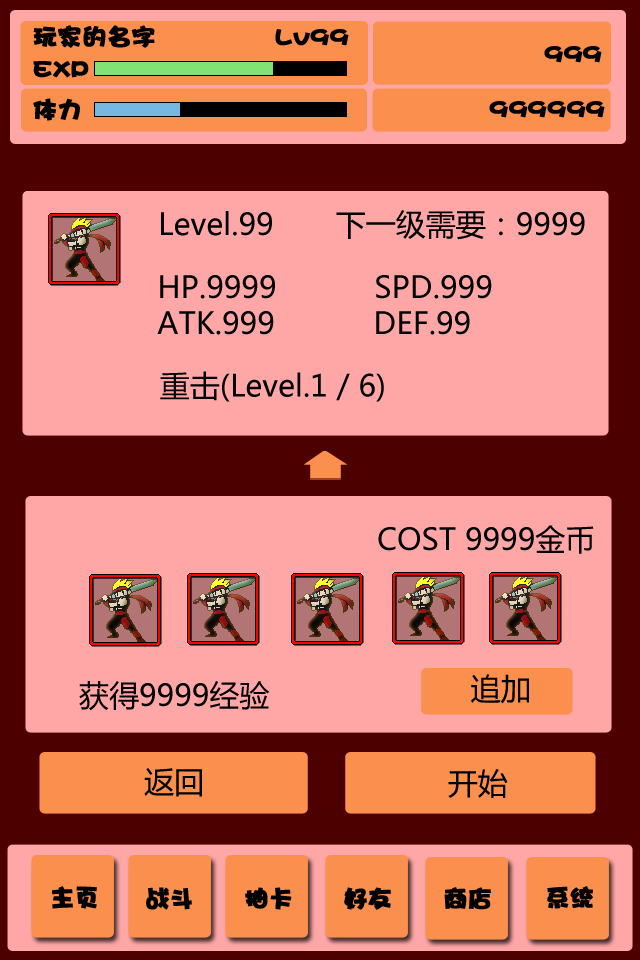 玩家的名字 Lv99
999
EXP
体力
999999
Level.99 下一级需要：9999
HP.9999 SPD.999
ATK.999 DEF.99
重击(Level.1 / 6)
COST 9999金币
获得9999经验
追加
返回 开始
主页 战斗 抽卡 好友 商店 系统